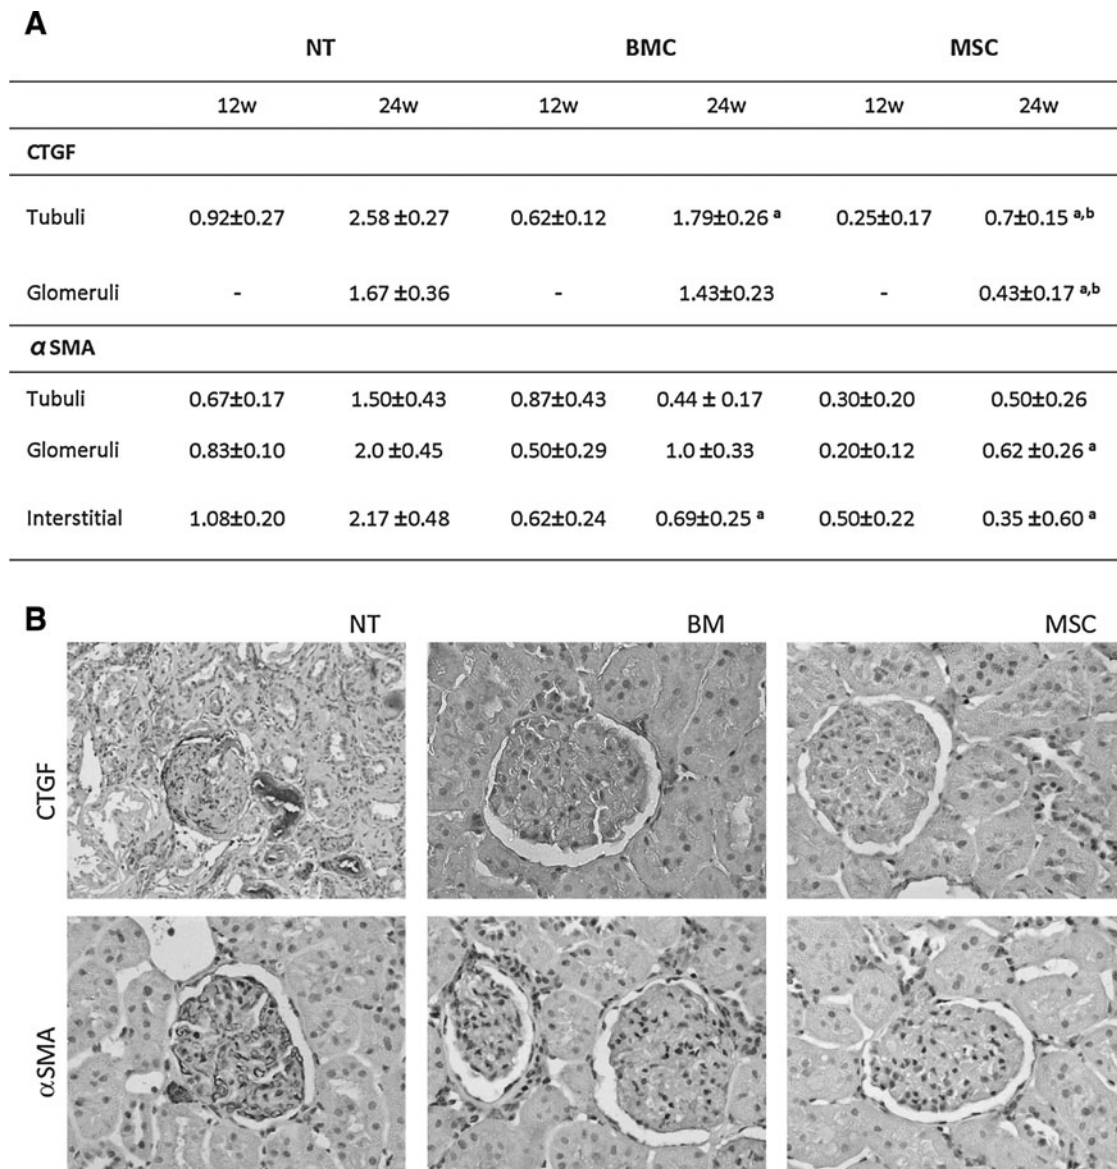 A
NT BMC MSC
12w 24w 12w 24w 12w 24w
CTGF
Tubuli 0.92±0.27 2.58 ±0.27 0.62±0.12 1.79±0.26 a 0.25±0.17 0.7±0.15 a,b
Glomeruli - 1.67 ±0.36 - 1.43±0.23 - 0.43±0.17 a,b
α SMA
Tubuli 0.67±0.17 1.50±0.43 0.87±0.43 0.44 ± 0.17 0.30±0.20 0.50±0.26
Glomeruli 0.83±0.10 2.0 ±0.45 0.50±0.29 1.0 ±0.33 0.20±0.12 0.62 ±0.26 a
Interstitial 1.08±0.20 2.17 ±0.48 0.62±0.24 0.69±0.25 a 0.50±0.22 0.35 ±0.60 a
B
NT BM MSC
CTGF
αSMA